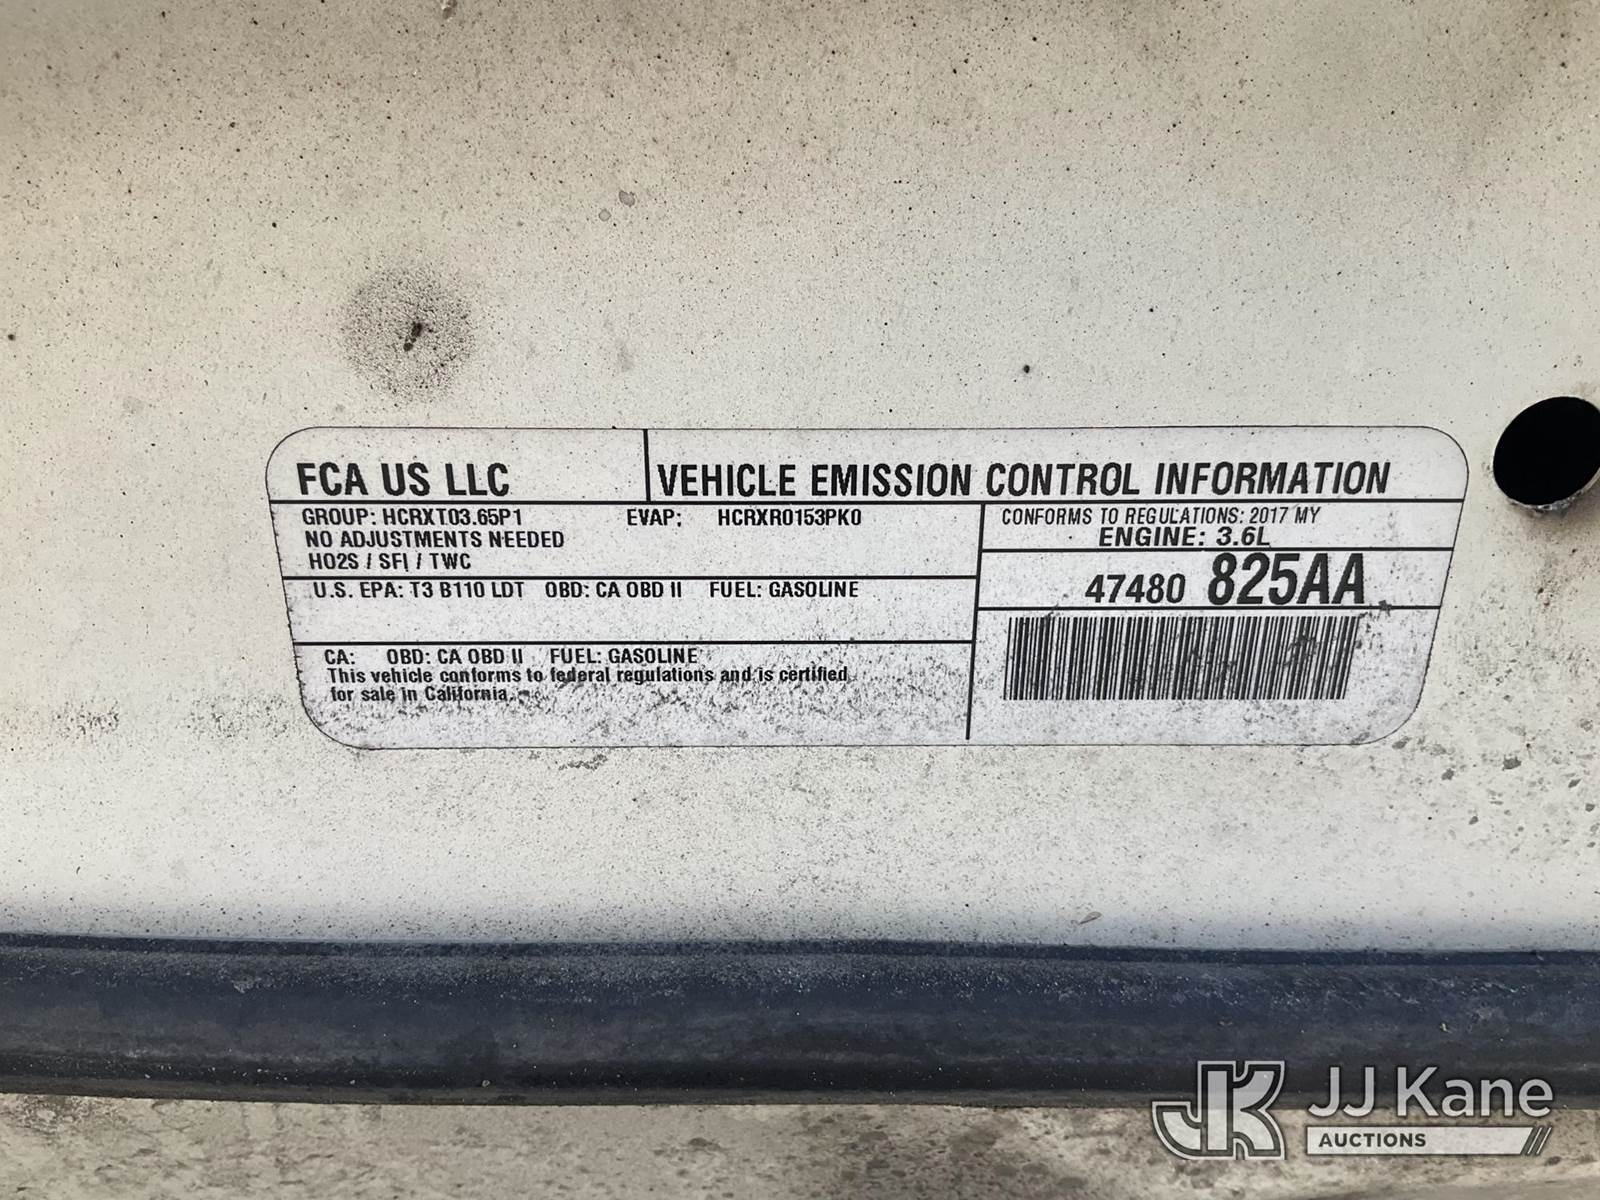 FCA US LLC VEHICLE EMISSION CONTROL INFORMATION
GROUP: HCRXT03.65P1 EVAP: HCRXR0153PK0
NO ADJUSTMENTS NEEDED
HO2S / SFI / TWC
U.S. EPA: T3 B110 LDT OBD: CA OBD II FUEL: GASOLINE
CA: OBD: CA OBD II FUEL: GASOLINE
This vehicle conforms to federal regulations and is certified
for sale in California.
CONFORMS TO REGULATIONS: 2017 MY
ENGINE: 3.6L
47480 825AA
JK JJ Kane
AUCTIONS